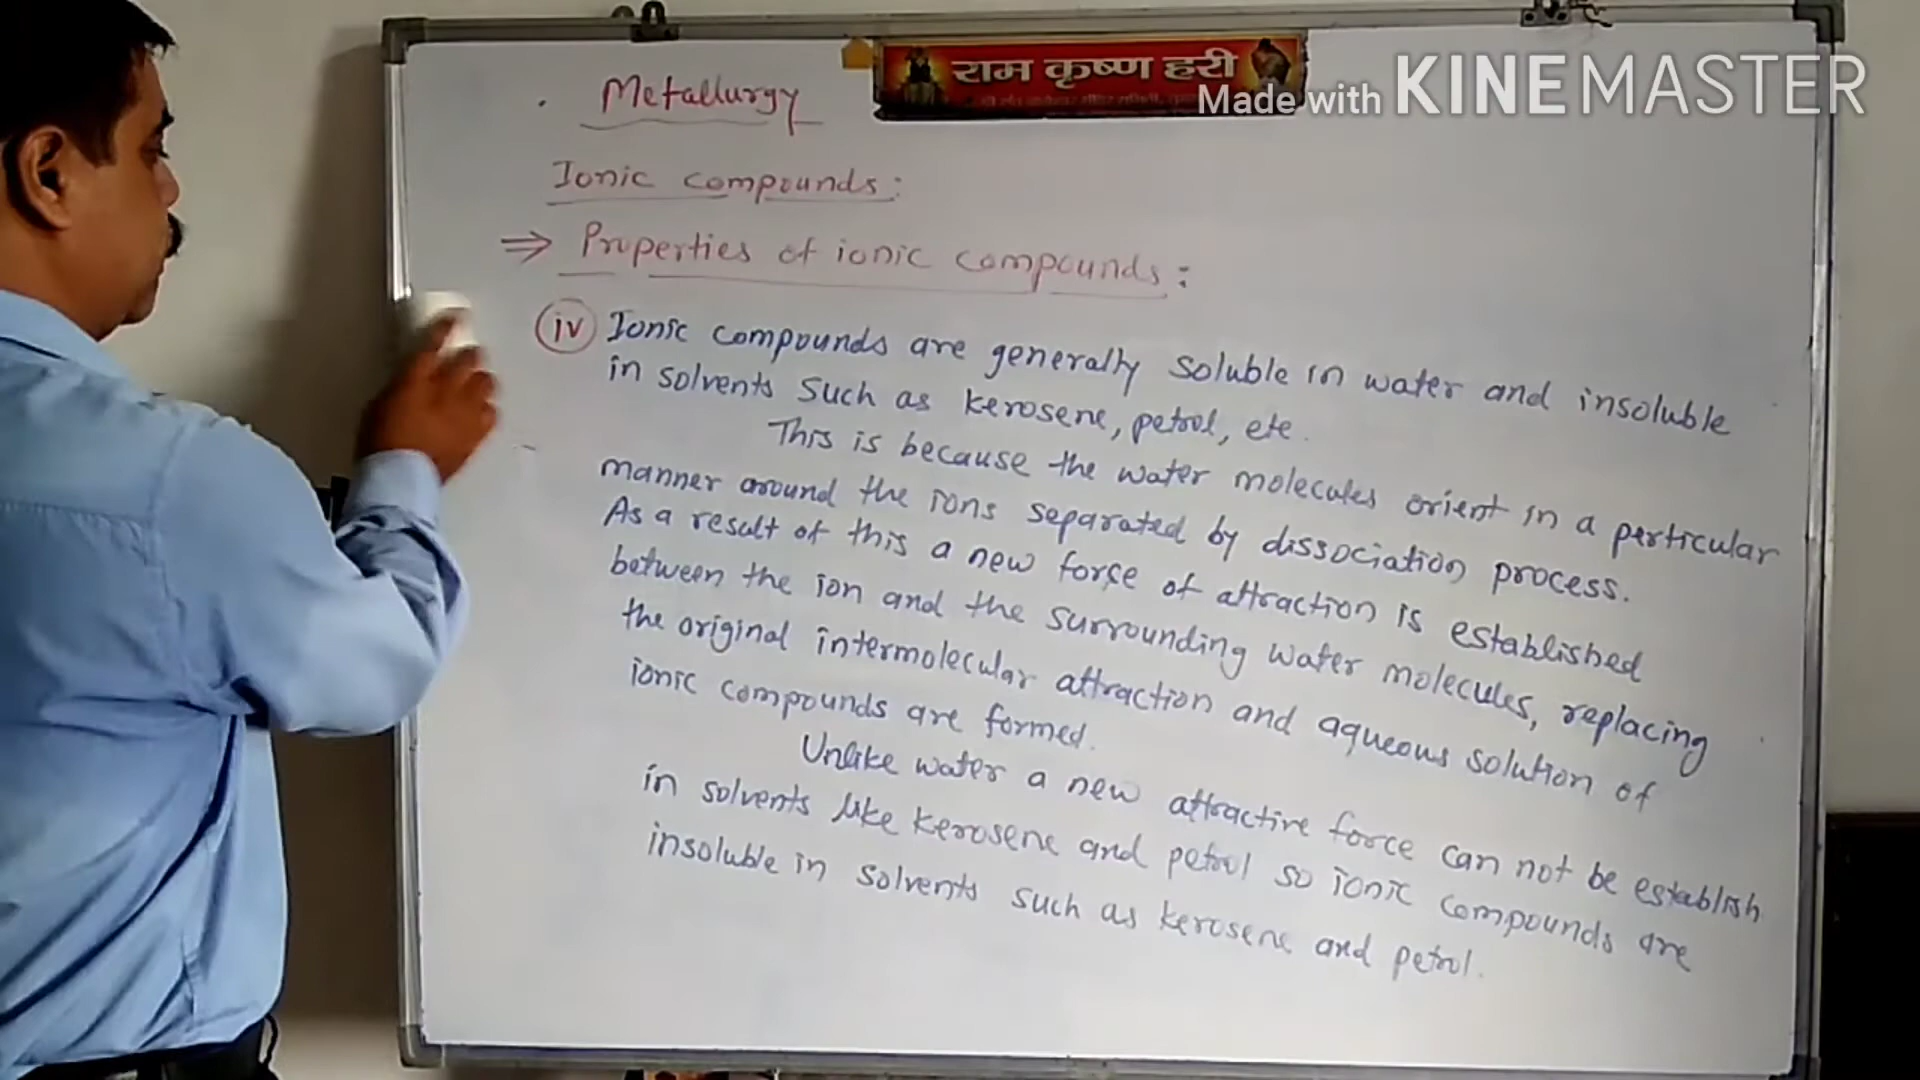 Metallurgy
राम कृष्ण हरी
Made with KINEMASTER
Ionic compounds:
⇒ Properties of ionic compounds:
iv Ionic compounds are generally soluble in water and insoluble
in solvents such as kerosene, petrol, etc.
This is because the water molecules orient in a perticular
manner around the ions separated by dissociation process.
As a result of this a new force of attraction is established
between the ion and the surrounding water molecules, replacing
the original intermolecular attraction and aqueous solution of
ionic compounds are formed.
Unlike water a new attractive force can not be establish
in solvents like kerosene and petrol so ionic compounds are
insoluble in solvents such as kerosene and petrol.